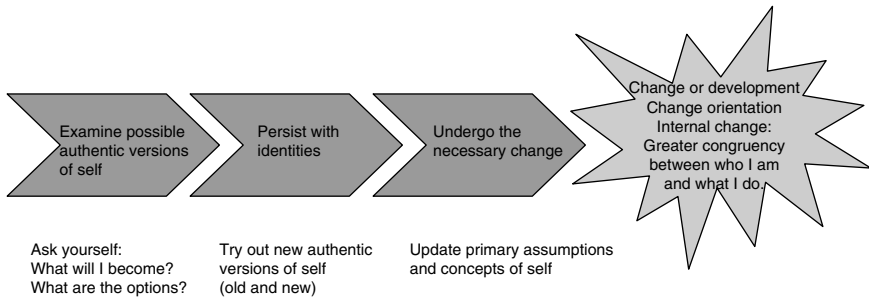 Examine possible
authentic versions
of self
Persist with
identities
Undergo the
necessary change
Change or development
Change orientation
Internal change:
Greater congruency
between who I am
and what I do.
Ask yourself:
What will I become?
What are the options?
Try out new authentic
versions of self
(old and new)
Update primary assumptions
and concepts of self